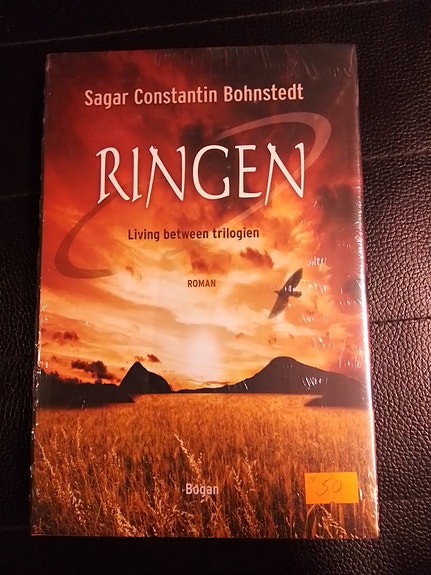 Sagar Constantin Bohnstedt
RINGEN
Living between trilogien
ROMAN
Bogan
50